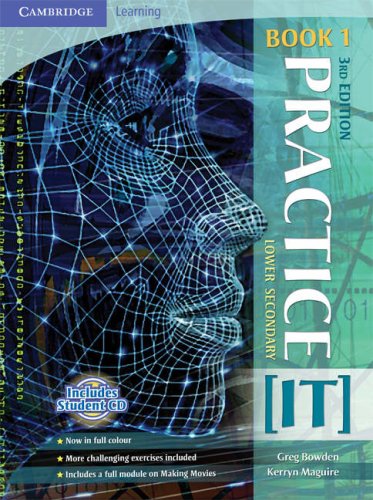 CAMBRIDGE Learning
BOOK 1
3RD EDITION
PRACTICE
LOWER SECONDARY
[IT]
Includes
Student CD
Now in full colour
More challenging exercises included
Includes a full module on Making Movies
Greg Bowden
Kerryn Maguire